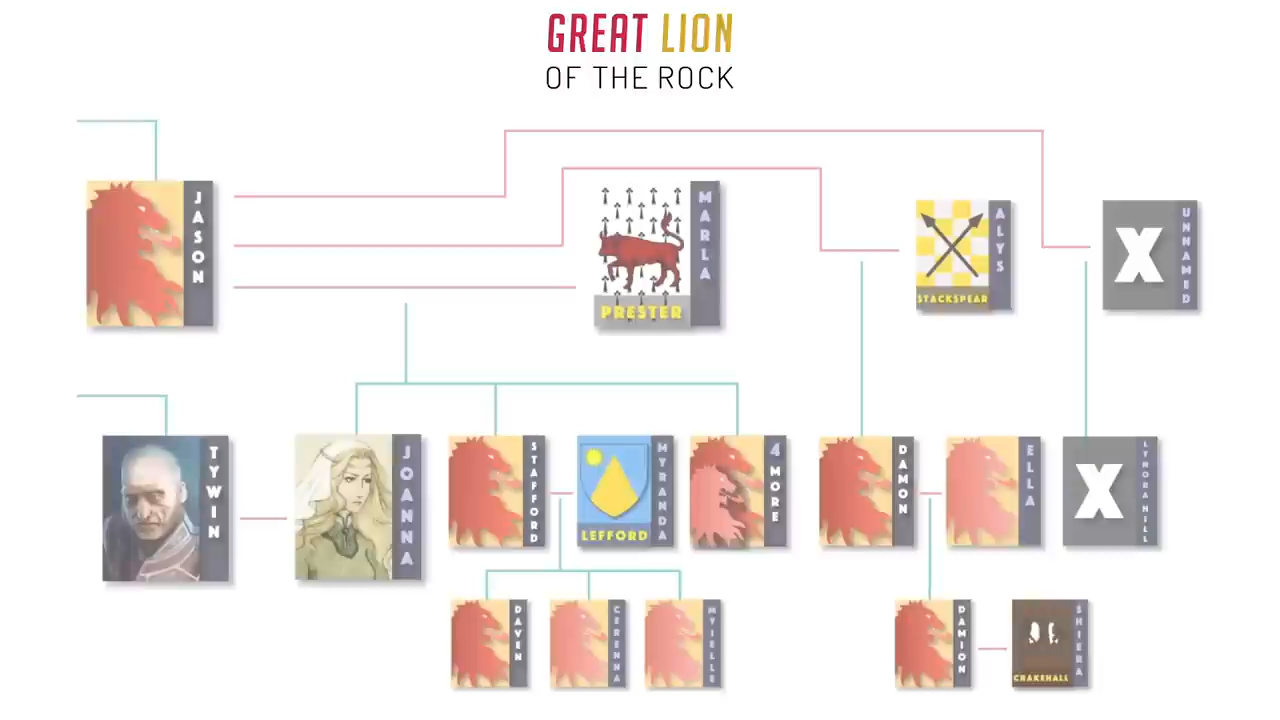 GREAT LION
OF THE ROCK
JASON
MARLA
PRESTER
ALYS
STACKSPEAR
X
UNNAMED
TYWIN
JOANNA
STAFFORD
MYRANDA
LEFFORD
4 MORE
DAMON
ELLA
X
LYNORA HILL
DAVEN
CERENNA
MYIELLE
DAMION
SHIERA
CRAKEHALL